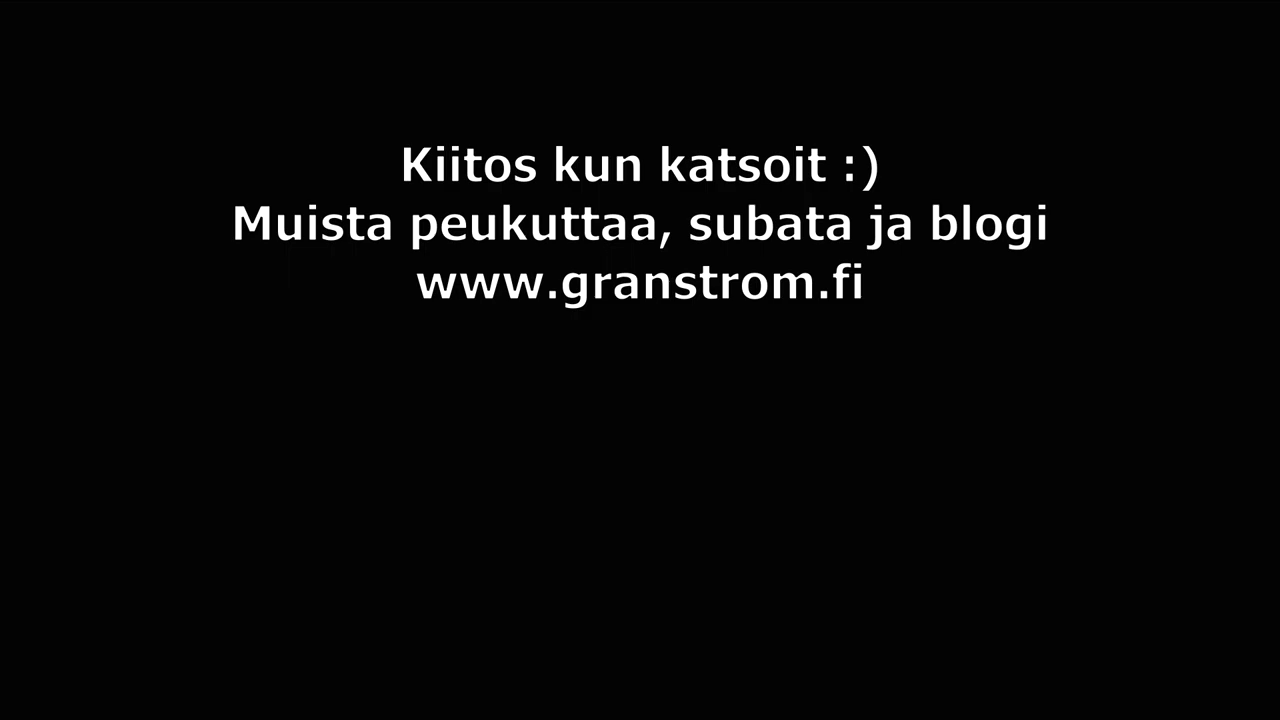 Kiitos kun katsoit :)
Muista peukuttaa, subata ja blogi
www.granstrom.fi